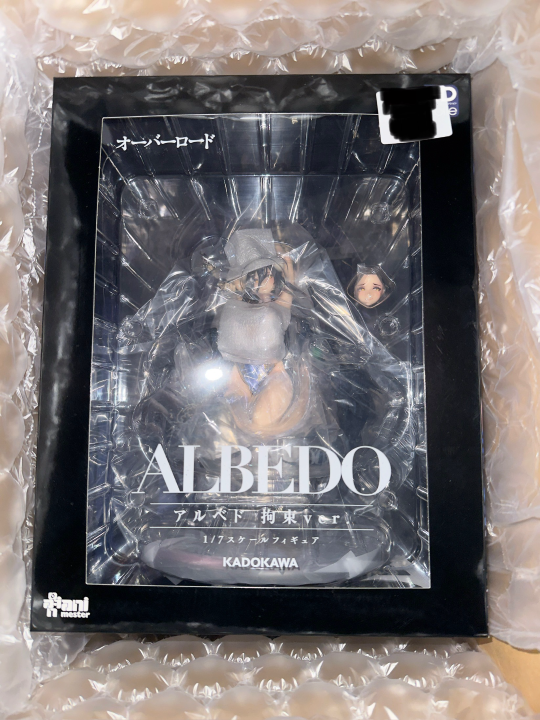 オーバーロード
ALBEDO
アルベド 拘束ver.
1/7スケールフィギュア
KADOKAWA
ani
master